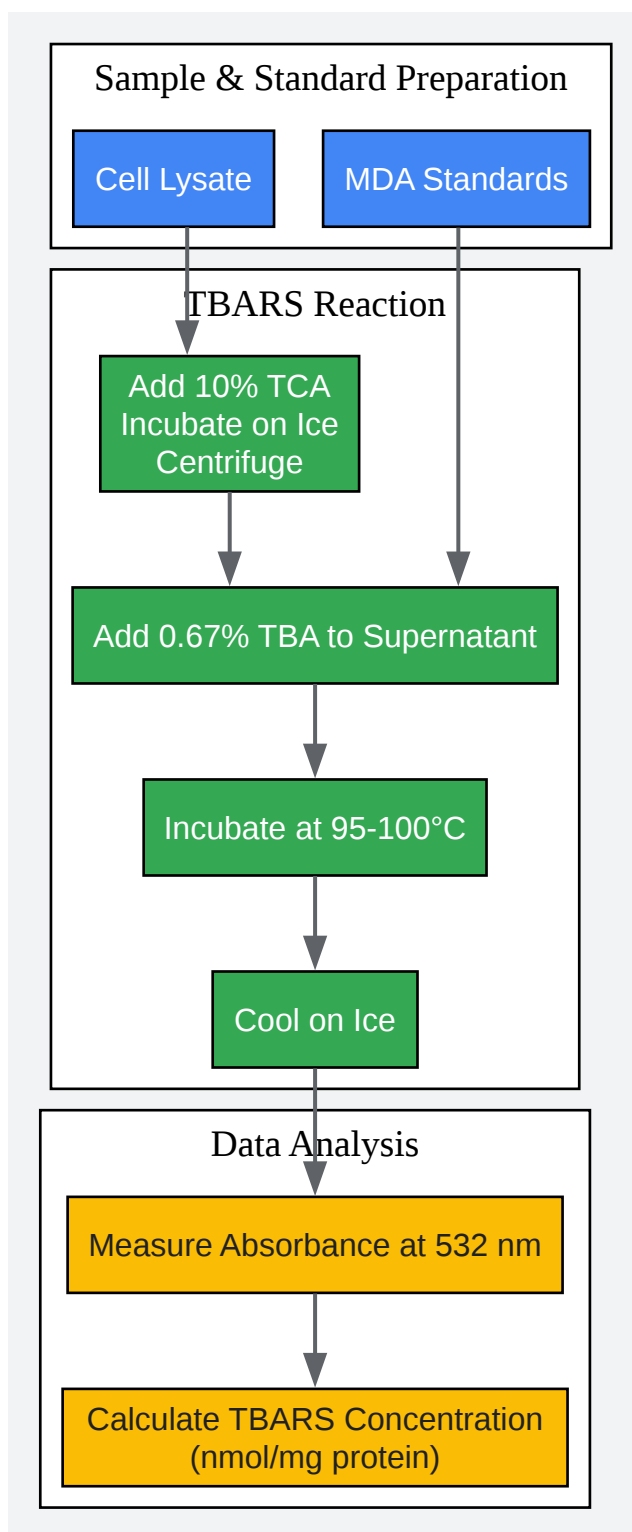 Sample & Standard Preparation
Cell Lysate
MDA Standards
TBARS Reaction
Add 10% TCA
Incubate on Ice
Centrifuge
Add 0.67% TBA to Supernatant
Incubate at 95-100°C
Cool on Ice
Data Analysis
Measure Absorbance at 532 nm
Calculate TBARS Concentration
(nmol/mg protein)